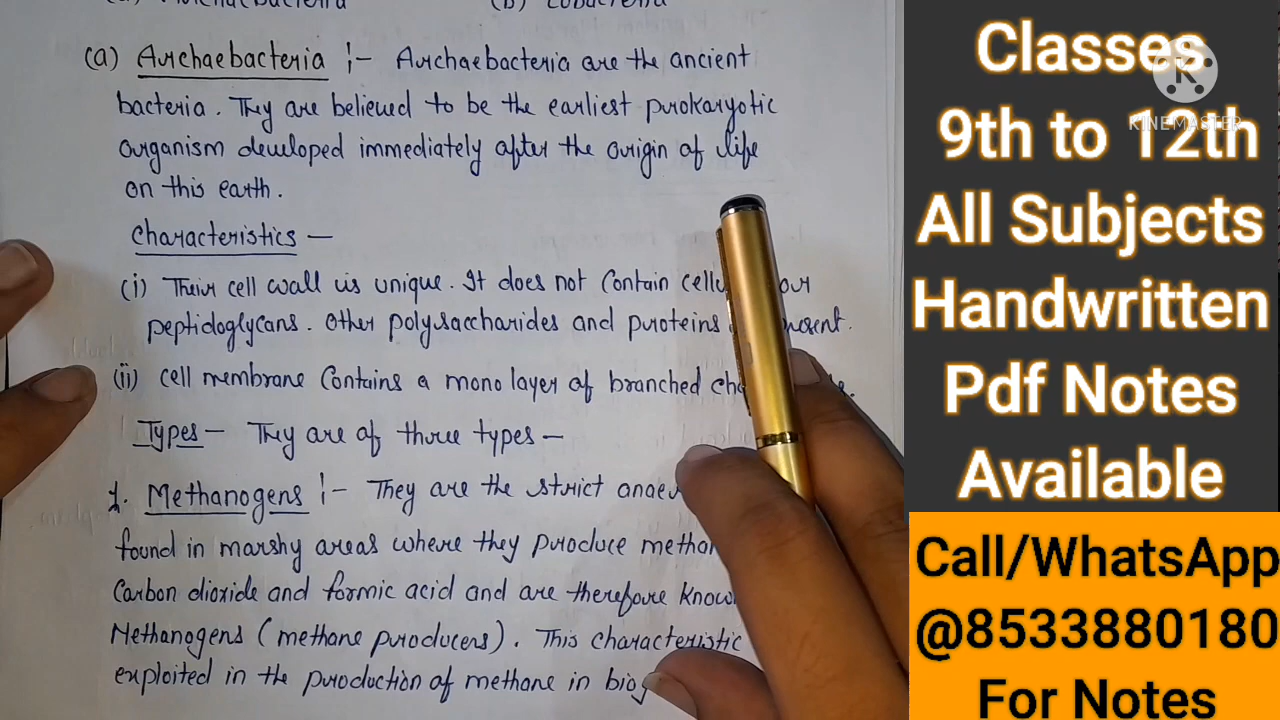 (a) Archaebacteria :- Archaebacteria are the ancient
bacteria. They are believed to be the earliest prokaryotic
organism developed immediately after the origin of life
on this earth.
Characteristics —
(i) Their cell wall is unique. It does not contain
peptidoglycans. Other polysaccharides and proteins
(ii) Cell membrane contains a mono layer of branched
Types — They are of three types —
1. Methanogens :- They are the strict
found in marshy areas where they produce
Carbon dioxide and formic acid and are therefore
Methanogens (methane producers). This characteristic
exploited in the production of methane in
Classes
9th to 12th
All Subjects
Handwritten
Pdf Notes
Available
Call/WhatsApp
@8533880180
For Notes
KINEMASTER